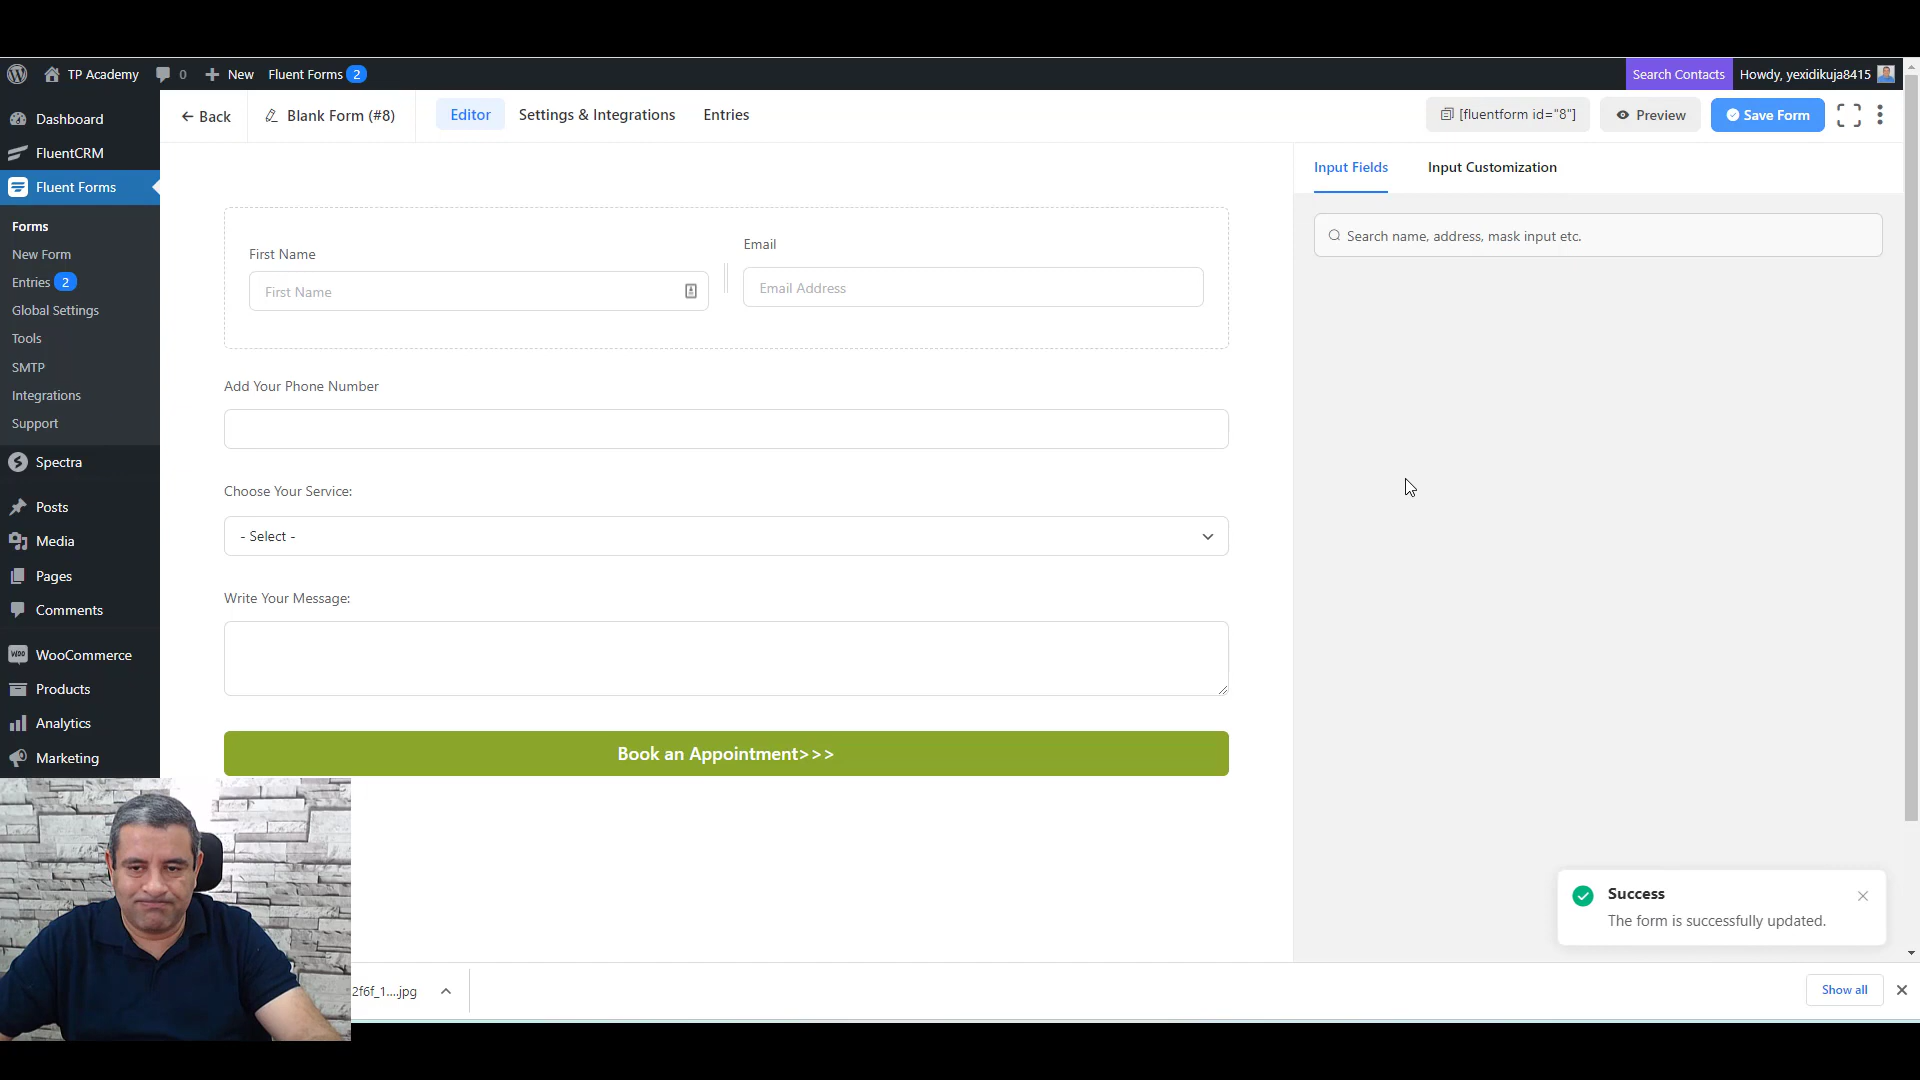 TP Academy 0 New Fluent Forms 2 Search Contacts Howdy, yexidikuja8415
Dashboard
FluentCRM
Fluent Forms
Forms
New Form
Entries 2
Global Settings
Tools
SMTP
Integrations
Support
Spectra
Posts
Media
Pages
Comments
WooCommerce
Products
Analytics
Marketing
← Back Blank Form (#8) Editor Settings & Integrations Entries [fluentform id="8"] Preview Save Form
First Name
First Name
Email
Email Address
Add Your Phone Number
Choose Your Service:
- Select -
Write Your Message:
Book an Appointment>>>
Input Fields Input Customization
Search name, address, mask input etc.
Success
The form is successfully updated.
2f6f_1....jpg
Show all